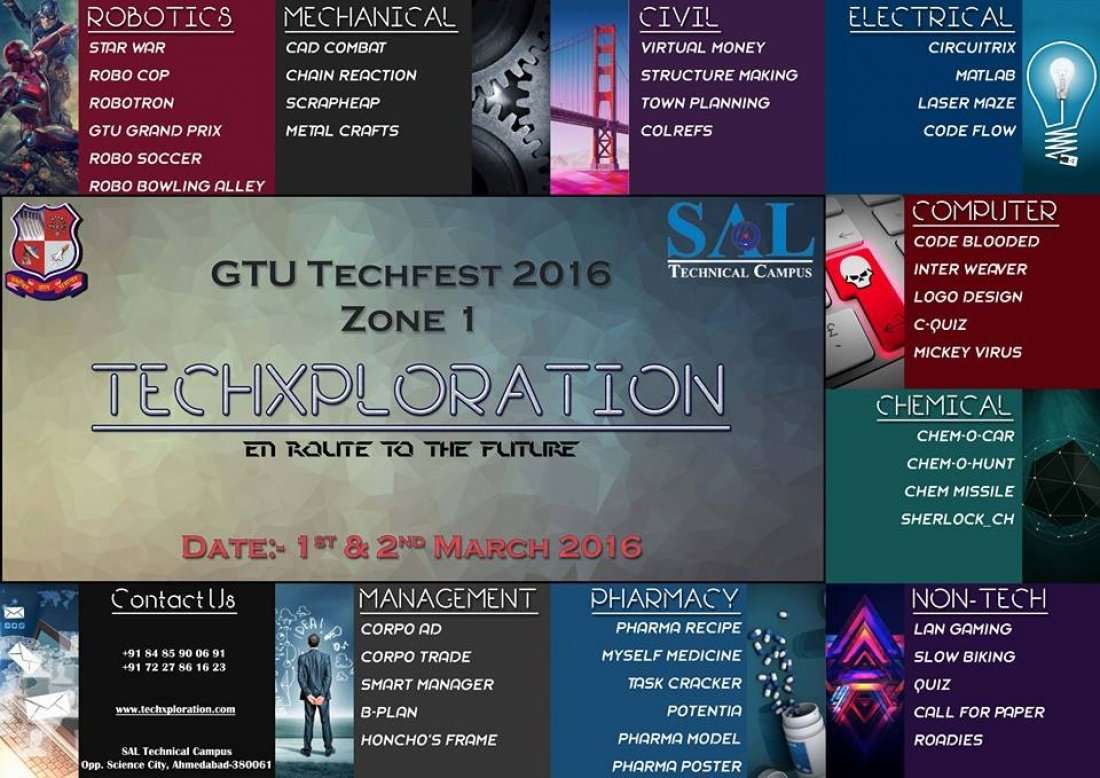 ROBOTICS
STAR WAR
ROBO COP
ROBOTRON
GTU GRAND PRIX
ROBO SOCCER
ROBO BOWLING ALLEY
MECHANICAL
CAD COMBAT
CHAIN REACTION
SCRAPHEAP
METAL CRAFTS
CIVIL
VIRTUAL MONEY
STRUCTURE MAKING
TOWN PLANNING
COLREFS
ELECTRICAL
CIRCUITRIX
MATLAB
LASER MAZE
CODE FLOW
SAL
TECHNICAL CAMPUS
GTU TECHFEST 2016
ZONE 1
TECHXPLORATION
EN ROUTE TO THE FUTURE
DATE:- 1ST & 2ND MARCH 2016
COMPUTER
CODE BLOODED
INTER WEAVER
LOGO DESIGN
C-QUIZ
MICKEY VIRUS
CHEMICAL
CHEM-O-CAR
CHEM-O-HUNT
CHEM MISSILE
SHERLOCK_CH
Contact Us
+91 84 85 90 06 91
+91 72 27 86 16 23
www.techxploration.com
SAL Technical Campus
Opp. Science City, Ahmedabad-380061
DEAL
MANAGEMENT
CORPO AD
CORPO TRADE
SMART MANAGER
B-PLAN
HONCHO'S FRAME
PHARMACY
PHARMA RECIPE
MYSELF MEDICINE
TASK CRACKER
POTENTIA
PHARMA MODEL
PHARMA POSTER
NON-TECH
LAN GAMING
SLOW BIKING
QUIZ
CALL FOR PAPER
ROADIES